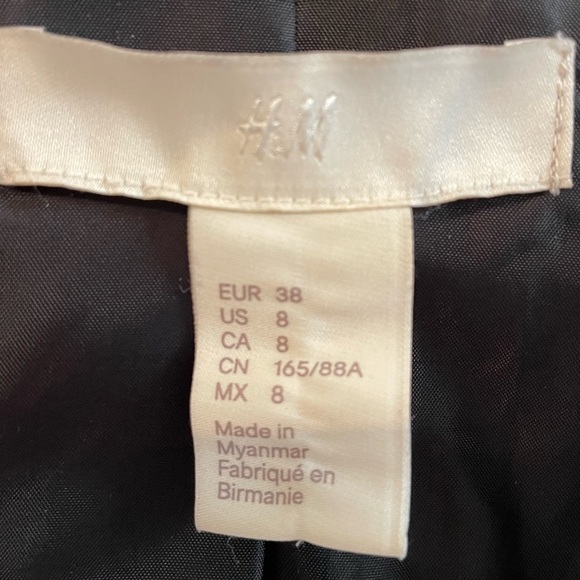 H&M
EUR 38
US 8
CA 8
CN 165/88A
MX 8
Made in
Myanmar
Fabriqué en
Birmanie